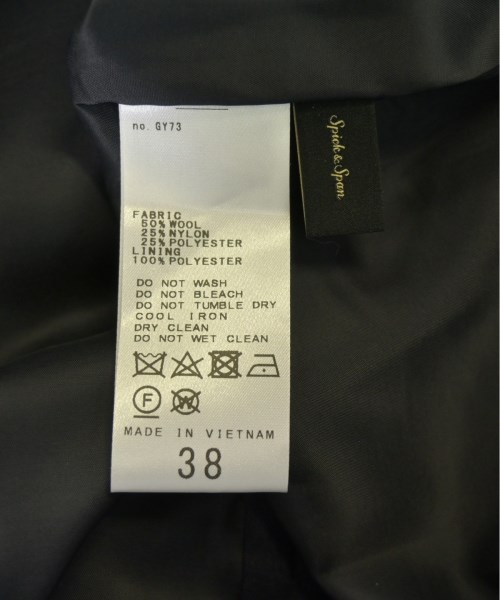 no. GY73
Spick & Span
FABRIC
50% WOOL
25% NYLON
25% POLYESTER
LINING
100% POLYESTER
DO NOT WASH
DO NOT BLEACH
DO NOT TUMBLE DRY
COOL IRON
DRY CLEAN
DO NOT WET CLEAN
F W
MADE IN VIETNAM
38